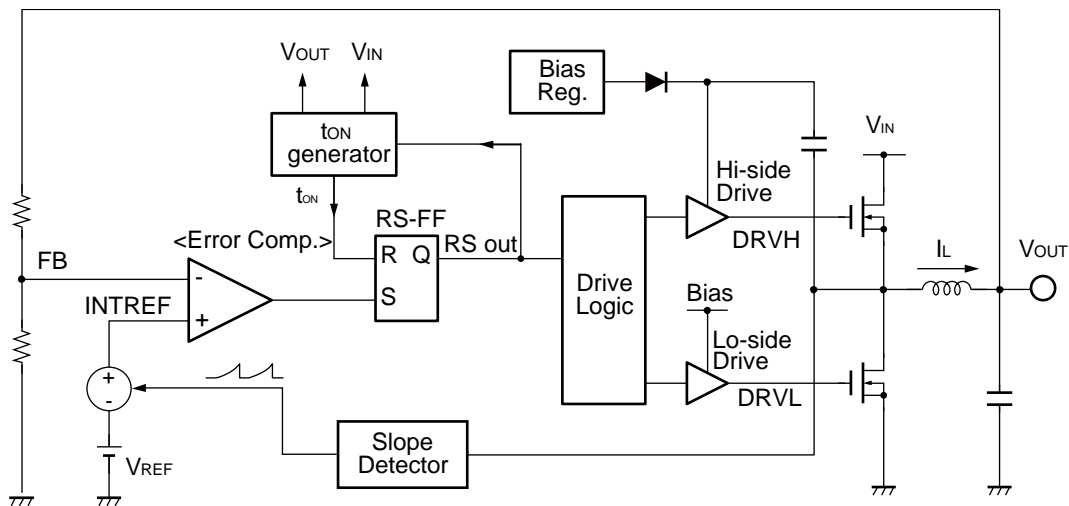 VOUT
VIN
tON
generator
tON
Bias
Reg.
VIN
Hi-side
Drive
DRVH
RS-FF
<Error Comp.>
R Q
S
RS out
FB
INTREF
-
+
+
-
VREF
Drive
Logic
Bias
Lo-side
Drive
DRVL
IL
VOUT
Slope
Detector